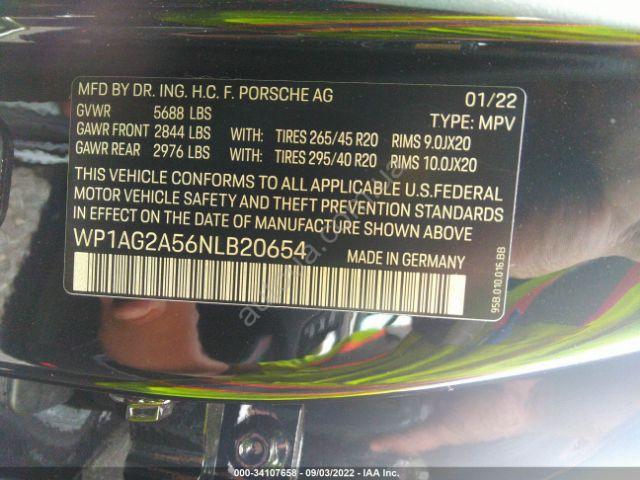 MFD BY DR. ING. H.C. F. PORSCHE AG 01/22
GVWR 5688 LBS TYPE: MPV
GAWR FRONT 2844 LBS WITH: TIRES 265/45 R20 RIMS 9.0JX20
GAWR REAR 2976 LBS WITH: TIRES 295/40 R20 RIMS 10.0JX20
THIS VEHICLE CONFORMS TO ALL APPLICABLE U.S.FEDERAL
MOTOR VEHICLE SAFETY AND THEFT PREVENTION STANDARDS
IN EFFECT ON THE DATE OF MANUFACTURE SHOWN ABOVE
WP1AG2A56NLB20654 MADE IN GERMANY
95B.010.016.BB
000-34107658 - 09/03/2022 - IAA Inc.